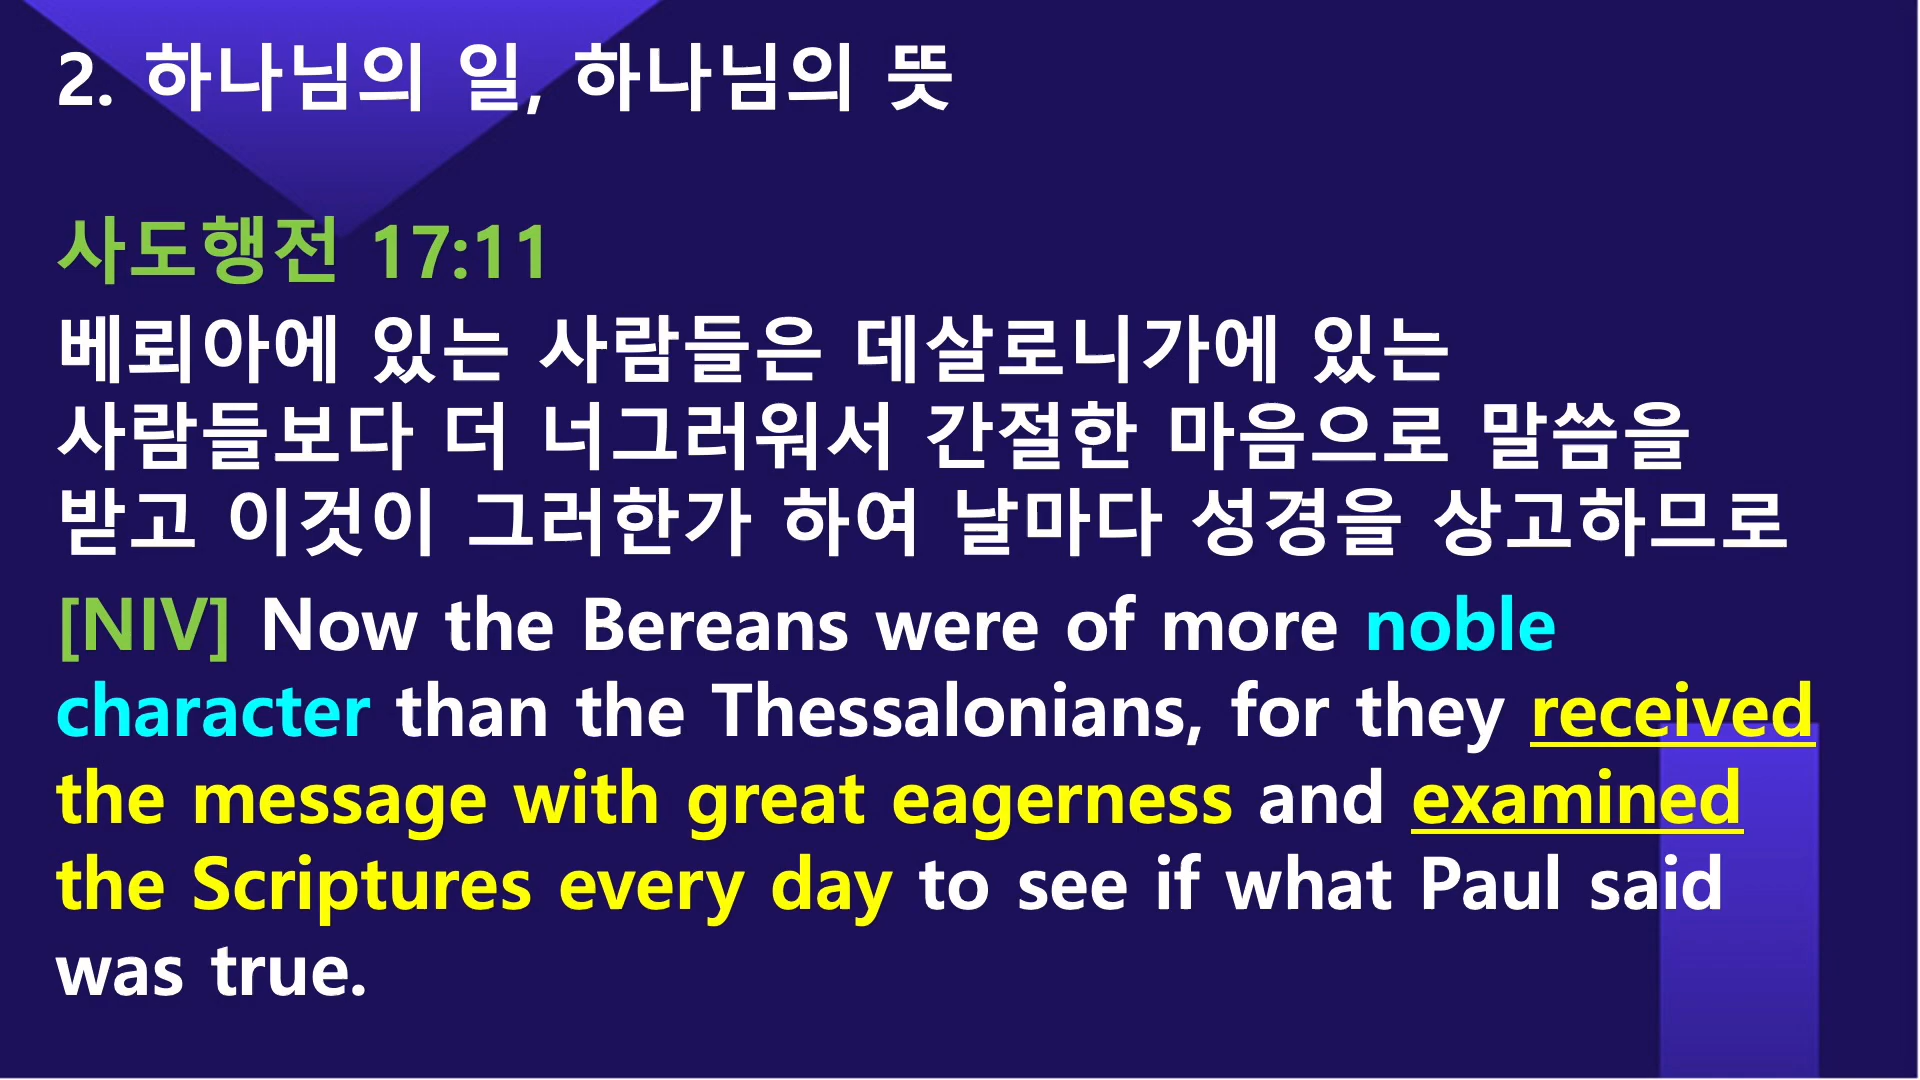 2. 하나님의 일, 하나님의 뜻
사도행전 17:11
베뢰아에 있는 사람들은 데살로니가에 있는
사람들보다 더 너그러워서 간절한 마음으로 말씀을
받고 이것이 그러한가 하여 날마다 성경을 상고하므로
[NIV] Now the Bereans were of more noble
character than the Thessalonians, for they received
the message with great eagerness and examined
the Scriptures every day to see if what Paul said
was true.